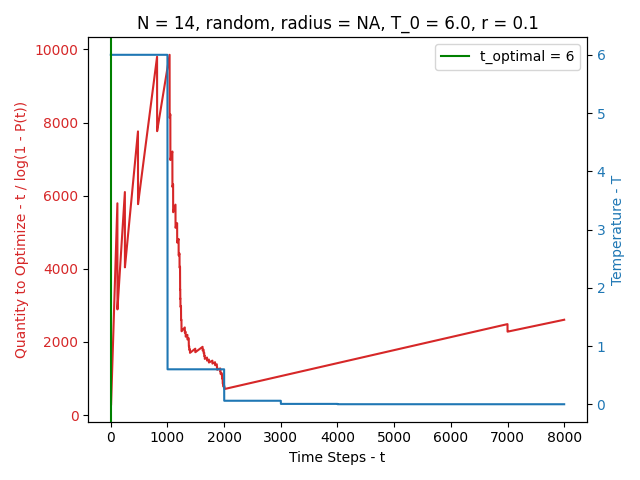 N = 14, random, radius = NA, T_0 = 6.0, r = 0.1
t_optimal = 6
Quantity to Optimize - t / log(1 - P(t))
10000
8000
6000
4000
2000
0
6
5
4
3
2
1
0
Temperature - T
0 1000 2000 3000 4000 5000 6000 7000 8000
Time Steps - t